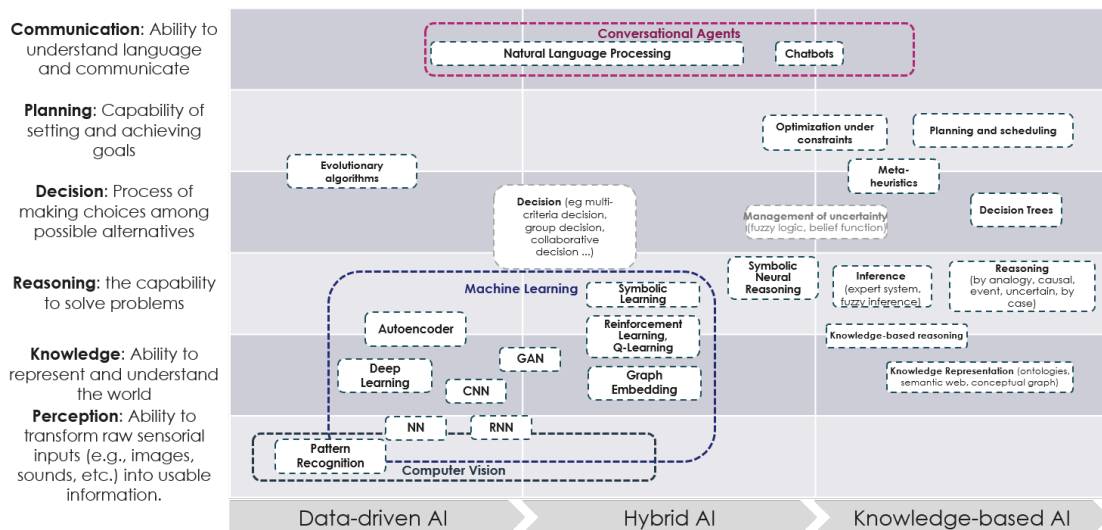 Communication: Ability to
understand language
and communicate
Conversational Agents
Natural Language Processing
Chatbots
Planning: Capability of
setting and achieving
goals
Optimization under
constraints
Planning and scheduling
Evolutionary
algorithms
Meta-
heuristics
Decision: Process of
making choices among
possible alternatives
Decision (eg multi-
criteria decision,
group decision,
collaborative
decision ...)
Management of uncertainty
(fuzzy logic, belief function)
Decision Trees
Reasoning: the capability
to solve problems
Machine Learning
Symbolic
Learning
Symbolic
Neural
Reasoning
Inference
(expert system,
fuzzy inference)
Reasoning
(by analogy, causal,
event, uncertain, by
case)
Autoencoder
Reinforcement
Learning,
Q-Learning
Knowledge-based reasoning
Knowledge: Ability to
represent and understand
the world
GAN
Deep
Learning
CNN
Graph
Embedding
Knowledge Representation (ontologies,
semantic web, conceptual graph)
Perception: Ability to
transform raw sensorial
inputs (e.g., images,
sounds, etc.) into usable
information.
NN
RNN
Pattern
Recognition
Computer Vision
Data-driven AI
Hybrid AI
Knowledge-based AI